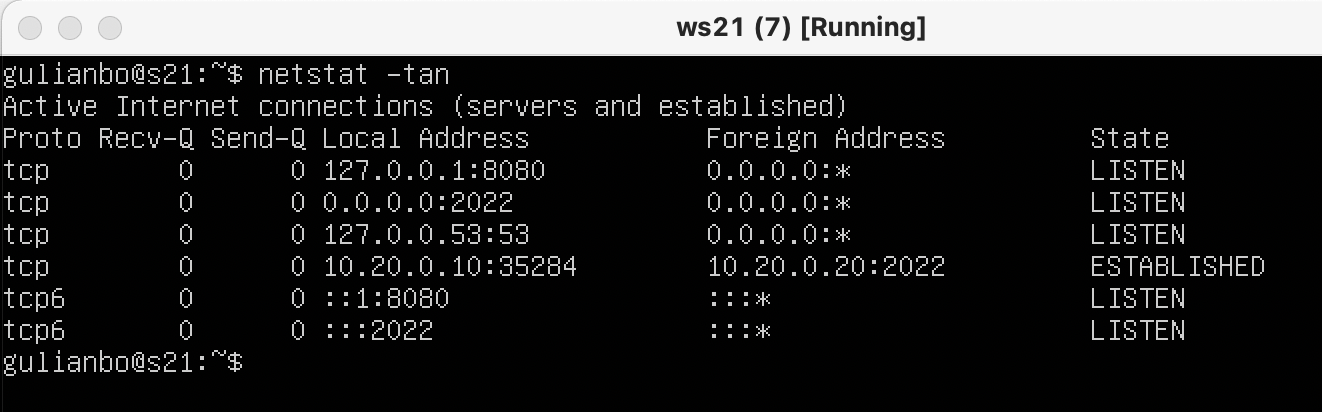 ws21 (7) [Running]
gulianbo@s21:~$ netstat -tan
Active Internet connections (servers and established)
Proto Recv-Q Send-Q Local Address           Foreign Address         State
tcp        0      0 127.0.0.1:8080          0.0.0.0:*               LISTEN
tcp        0      0 0.0.0.0:2022            0.0.0.0:*               LISTEN
tcp        0      0 127.0.0.53:53           0.0.0.0:*               LISTEN
tcp        0      0 10.20.0.10:35284        10.20.0.20:2022         ESTABLISHED
tcp6       0      0 ::1:8080                :::*                    LISTEN
tcp6       0      0 :::2022                 :::*                    LISTEN
gulianbo@s21:~$